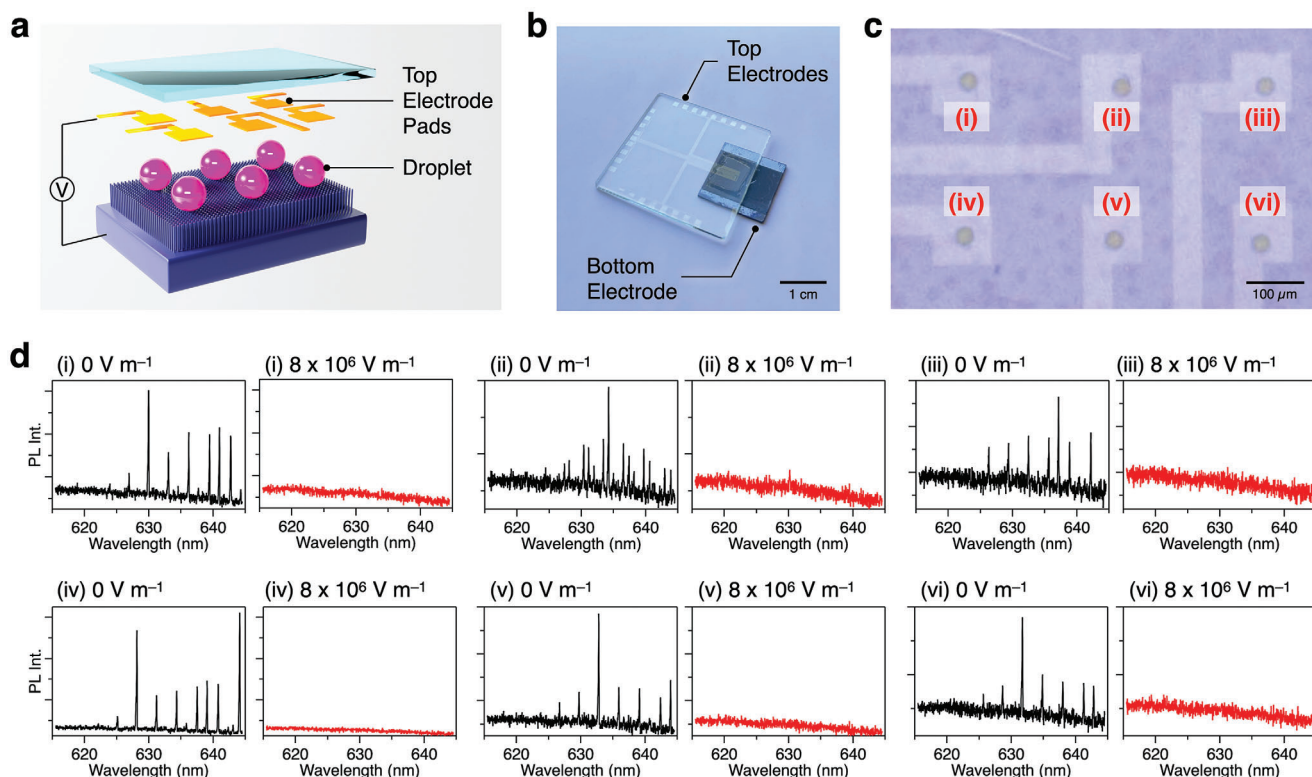 a
Top
Electrode
Pads
Droplet
V
b
Top
Electrodes
Bottom
Electrode
1 cm
c
(i)
(ii)
(iii)
(iv)
(v)
(vi)
100 µm
d
(i) 0 V m⁻¹
(i) 8 x 10⁶ V m⁻¹
(ii) 0 V m⁻¹
(ii) 8 x 10⁶ V m⁻¹
(iii) 0 V m⁻¹
(iii) 8 x 10⁶ V m⁻¹
PL Int.
620 630 640
620 630 640
620 630 640
620 630 640
620 630 640
620 630 640
Wavelength (nm)
Wavelength (nm)
Wavelength (nm)
Wavelength (nm)
Wavelength (nm)
Wavelength (nm)
(iv) 0 V m⁻¹
(iv) 8 x 10⁶ V m⁻¹
(v) 0 V m⁻¹
(v) 8 x 10⁶ V m⁻¹
(vi) 0 V m⁻¹
(vi) 8 x 10⁶ V m⁻¹
PL Int.
620 630 640
620 630 640
620 630 640
620 630 640
620 630 640
620 630 640
Wavelength (nm)
Wavelength (nm)
Wavelength (nm)
Wavelength (nm)
Wavelength (nm)
Wavelength (nm)